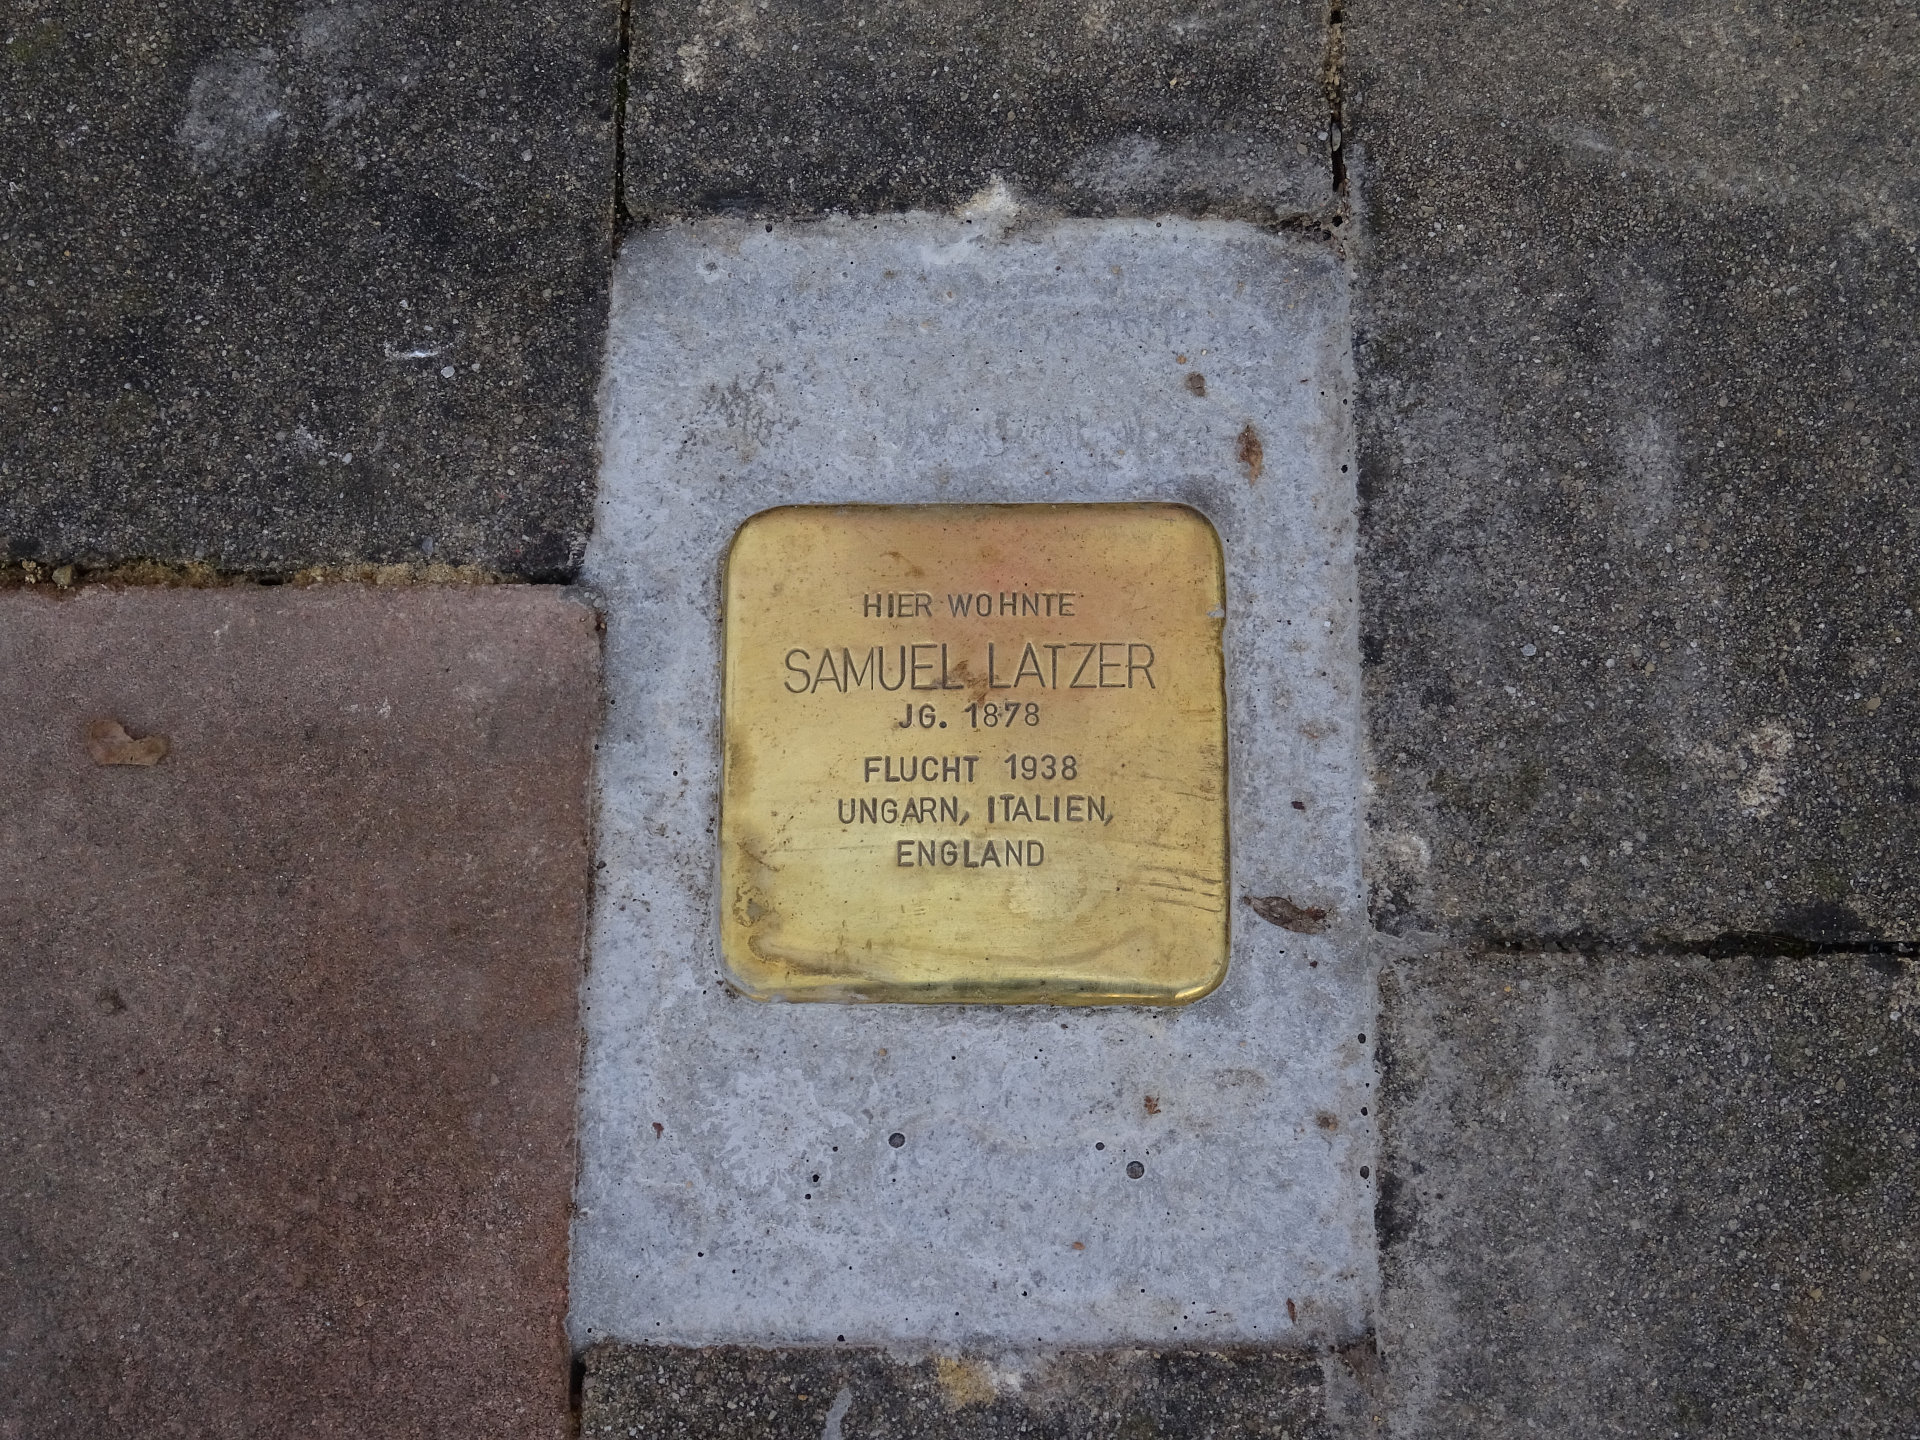 HIER WOHNTE
SAMUEL LATZER
JG. 1878
FLUCHT 1938
UNGARN, ITALIEN,
ENGLAND